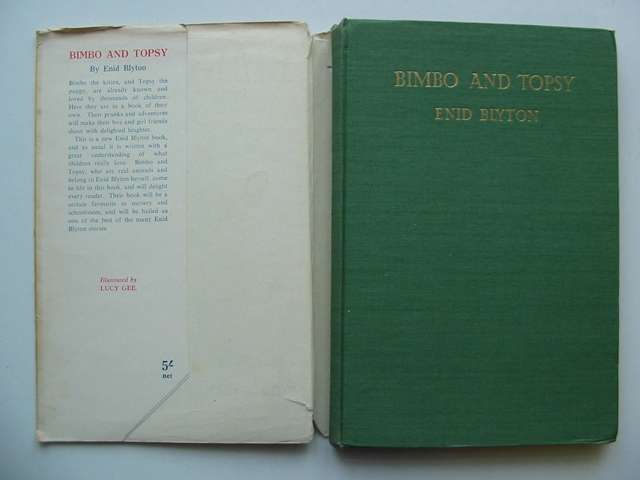 BIMBO AND TOPSY
By Enid Blyton
Bimbo the kitten, and Topsy the
puppy, are already known and
loved by thousands of children.
Here they are in a book of their
own. Their pranks and adventures
will make their boy and girl friends
shout with delighted laughter.
This is a new Enid Blyton book,
and as usual it is written with a
great understanding of what
children really love. Bimbo and
Topsy, who are real animals and
belong to Enid Blyton herself, come
to life in this book, and will delight
every reader. Their book will be a
certain favourite in nursery and
schoolroom, and will be hailed as
one of the best of the many Enid
Blyton stories.
Illustrated by
LUCY GEE.
5/-
net
BIMBO AND TOPSY
ENID BLYTON